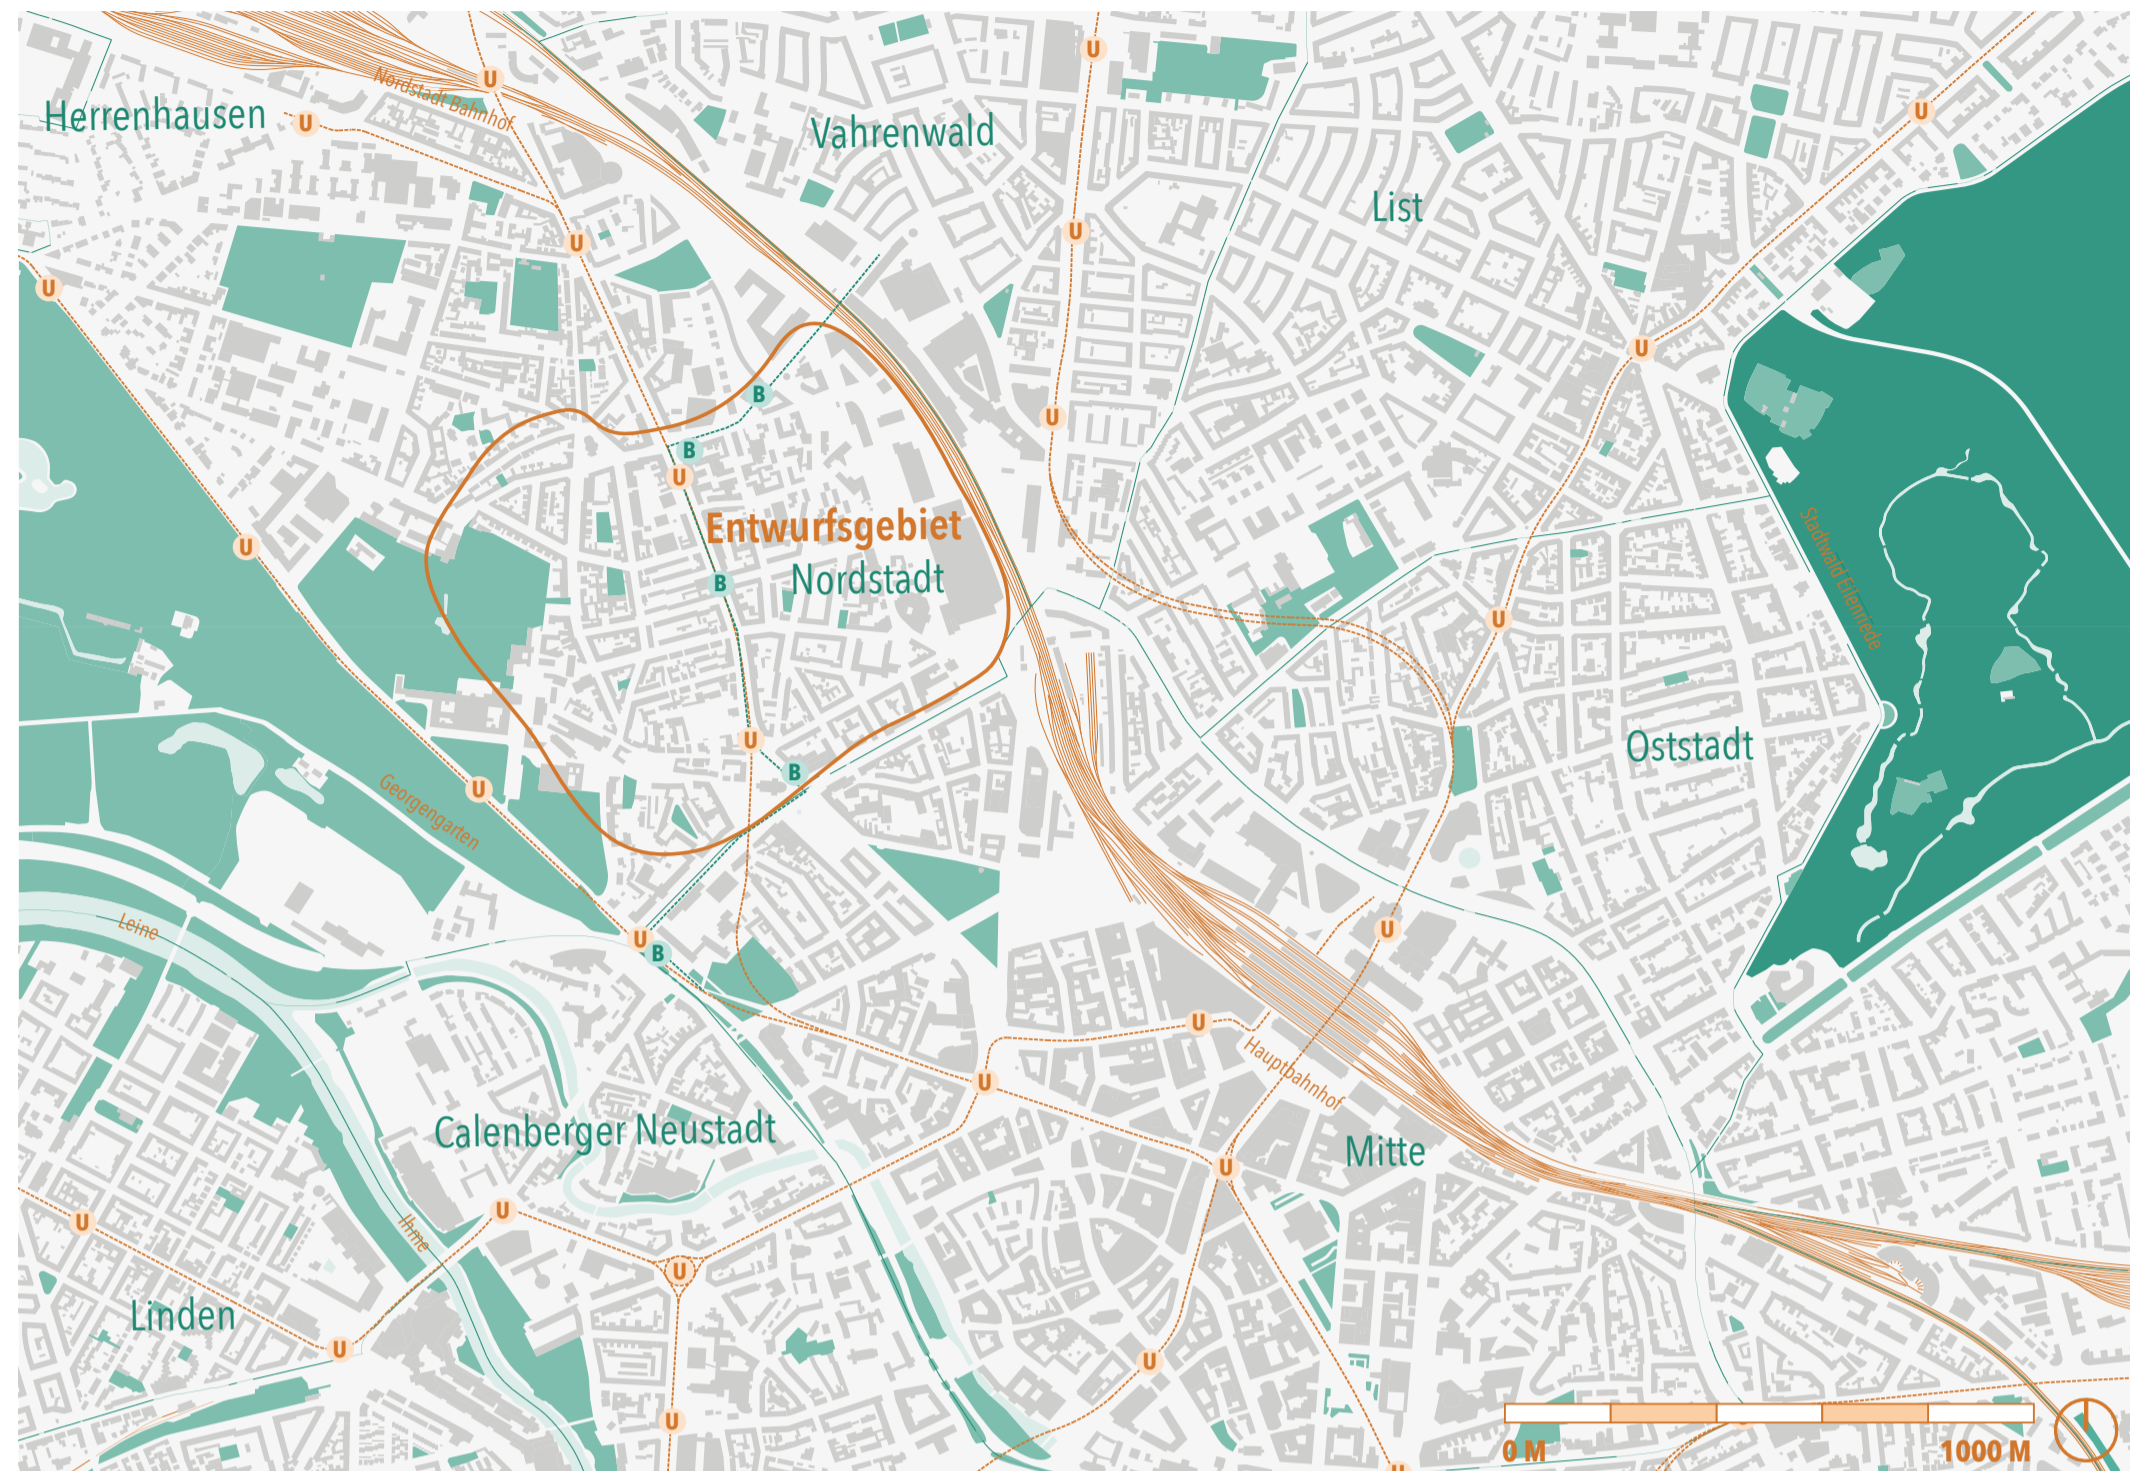 U
Nordstadt Bahnhof
U
Herrenhausen
U
Vahrenwald
U
List
U
U
U
U
U
B
U
B
U
Entwurfsgebiet
Nordstadt
B
U
U
Stadtwald Eilenriede
Oststadt
U
B
U
Georgengarten
Leine
U
B
U
U
Hauptbahnhof
U
Calenberger Neustadt
Mitte
U
U
U
Ihme
U
Linden
U
U
U
U
0 M
1000 M